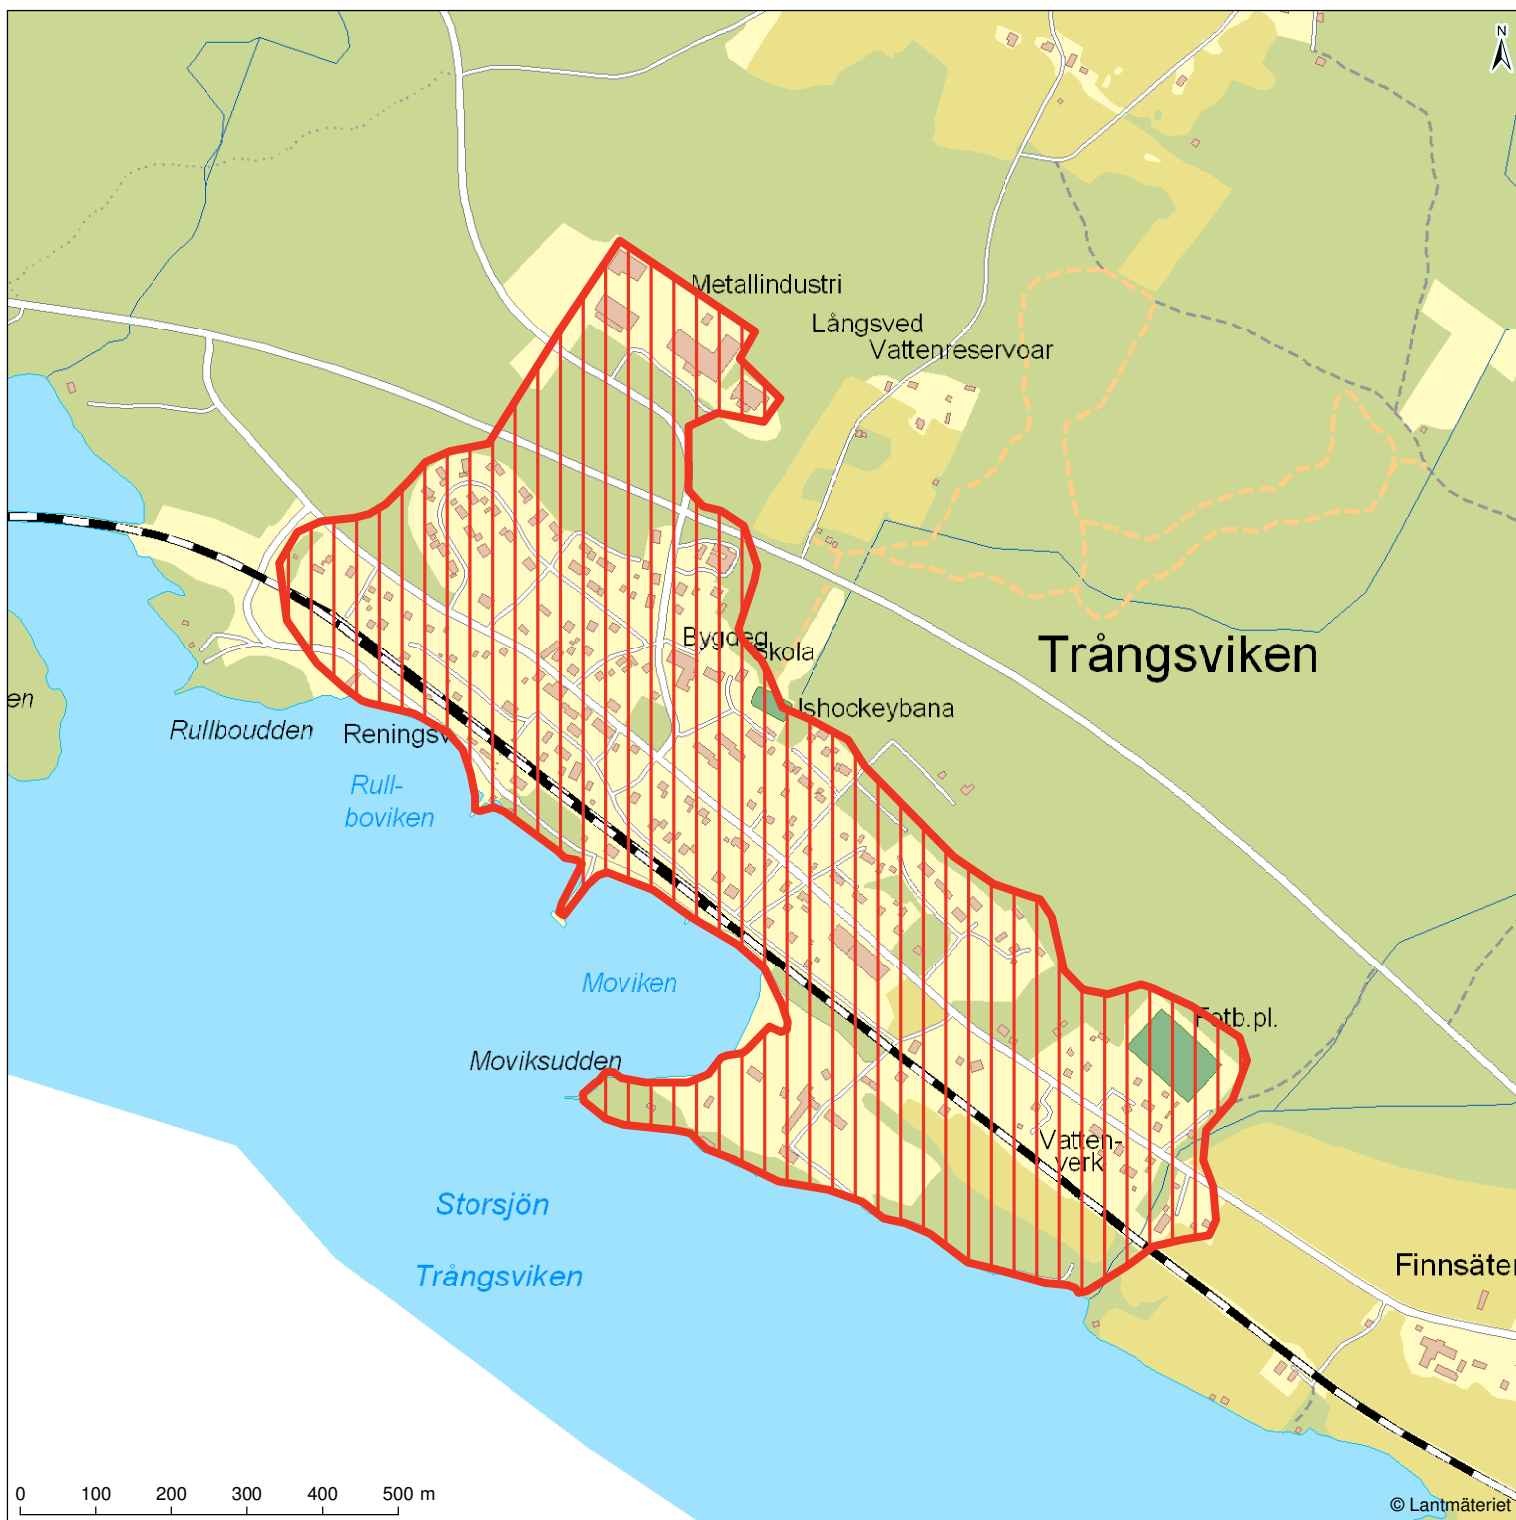 N
Metallindustri
Långsved
Vattenreservoar
Trångsviken
Bygdeg
Skola
en
Ishockeybana
Rullboudden
Reningsv
Rull-
boviken
Moviken
Fotb.pl.
Moviksudden
Vatten-
verk
Storsjön
Finnsäter
Trångsviken
0 100 200 300 400 500 m
© Lantmäteriet